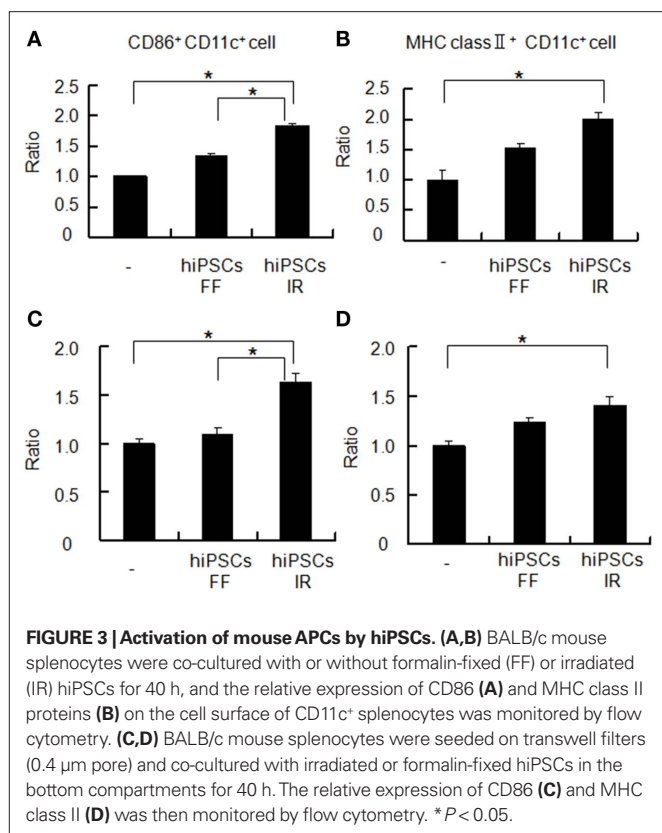 A CD86⁺ CD11c⁺ cell
*
*
2.5
2.0
1.5
1.0
0.5
0
Ratio
- hiPSCs FF hiPSCs IR
B MHC class Ⅱ⁺ CD11c⁺ cell
*
2.5
2.0
1.5
1.0
0.5
0
Ratio
- hiPSCs FF hiPSCs IR
C
*
*
2.0
1.5
1.0
0.5
0
Ratio
- hiPSCs FF hiPSCs IR
D
*
2.0
1.5
1.0
0.5
0
Ratio
- hiPSCs FF hiPSCs IR
FIGURE 3 | Activation of mouse APCs by hiPSCs. (A,B) BALB/c mouse
splenocytes were co-cultured with or without formalin-fixed (FF) or irradiated
(IR) hiPSCs for 40 h, and the relative expression of CD86 (A) and MHC class II
proteins (B) on the cell surface of CD11c⁺ splenocytes was monitored by flow
cytometry. (C,D) BALB/c mouse splenocytes were seeded on transwell filters
(0.4 μm pore) and co-cultured with irradiated or formalin-fixed hiPSCs in the
bottom compartments for 40 h. The relative expression of CD86 (C) and MHC
class II (D) was then monitored by flow cytometry. *P < 0.05.